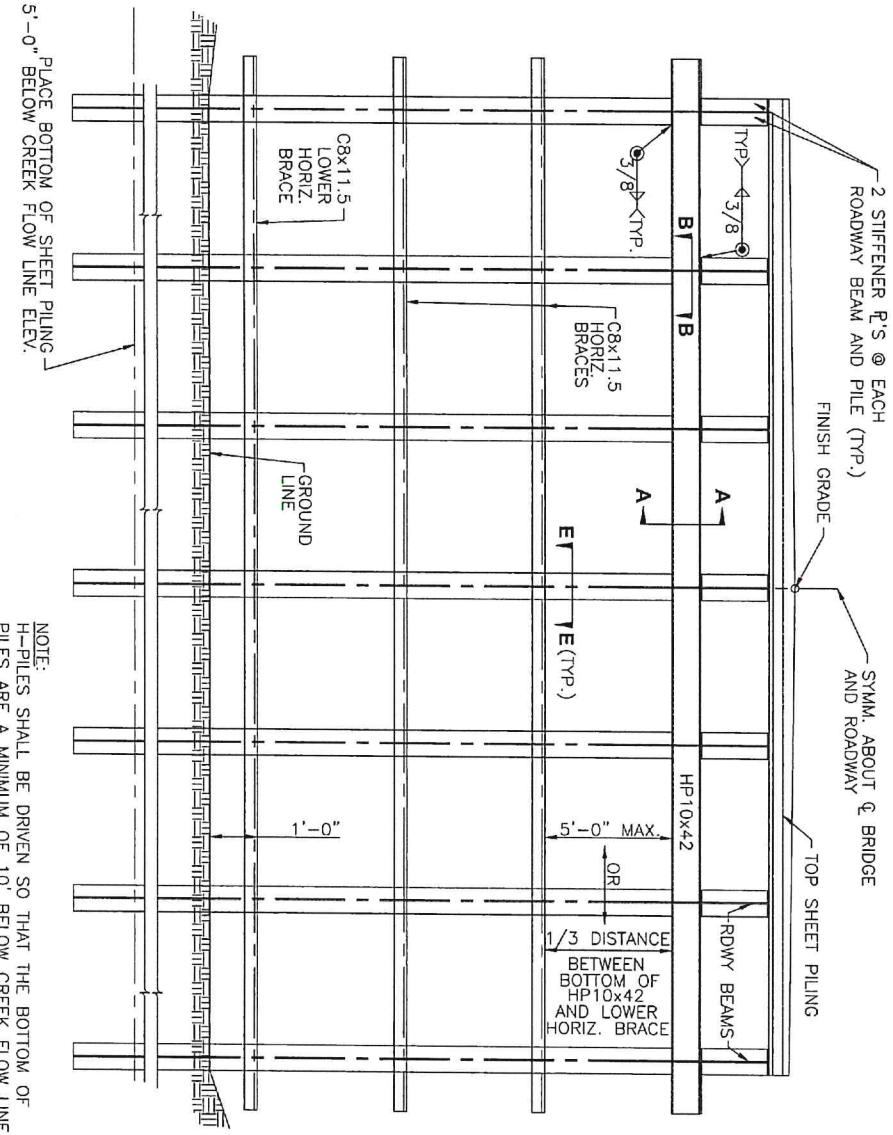 2 STIFFENER ℞'S @ EACH
ROADWAY BEAM AND PILE (TYP.)
FINISH GRADE
SYMM. ABOUT ℄ BRIDGE
AND ROADWAY
TOP SHEET PILING
TYP.
3/8
3/8
TYP.
B
B
A
A
HP10x42
RDWY BEAMS
C8x11.5
HORIZ.
BRACES
E
E (TYP.)
5'-0" MAX.
OR
1/3 DISTANCE
BETWEEN
BOTTOM OF
HP10x42
AND LOWER
HORIZ. BRACE
C8x11.5
LOWER
HORIZ.
BRACE
GROUND
LINE
1'-0"
PLACE BOTTOM OF SHEET PILING
5'-0" BELOW CREEK FLOW LINE ELEV.
NOTE:
H-PILES SHALL BE DRIVEN SO THAT THE BOTTOM OF
PILES ARE A MINIMUM OF 10' BELOW CREEK FLOW LINE